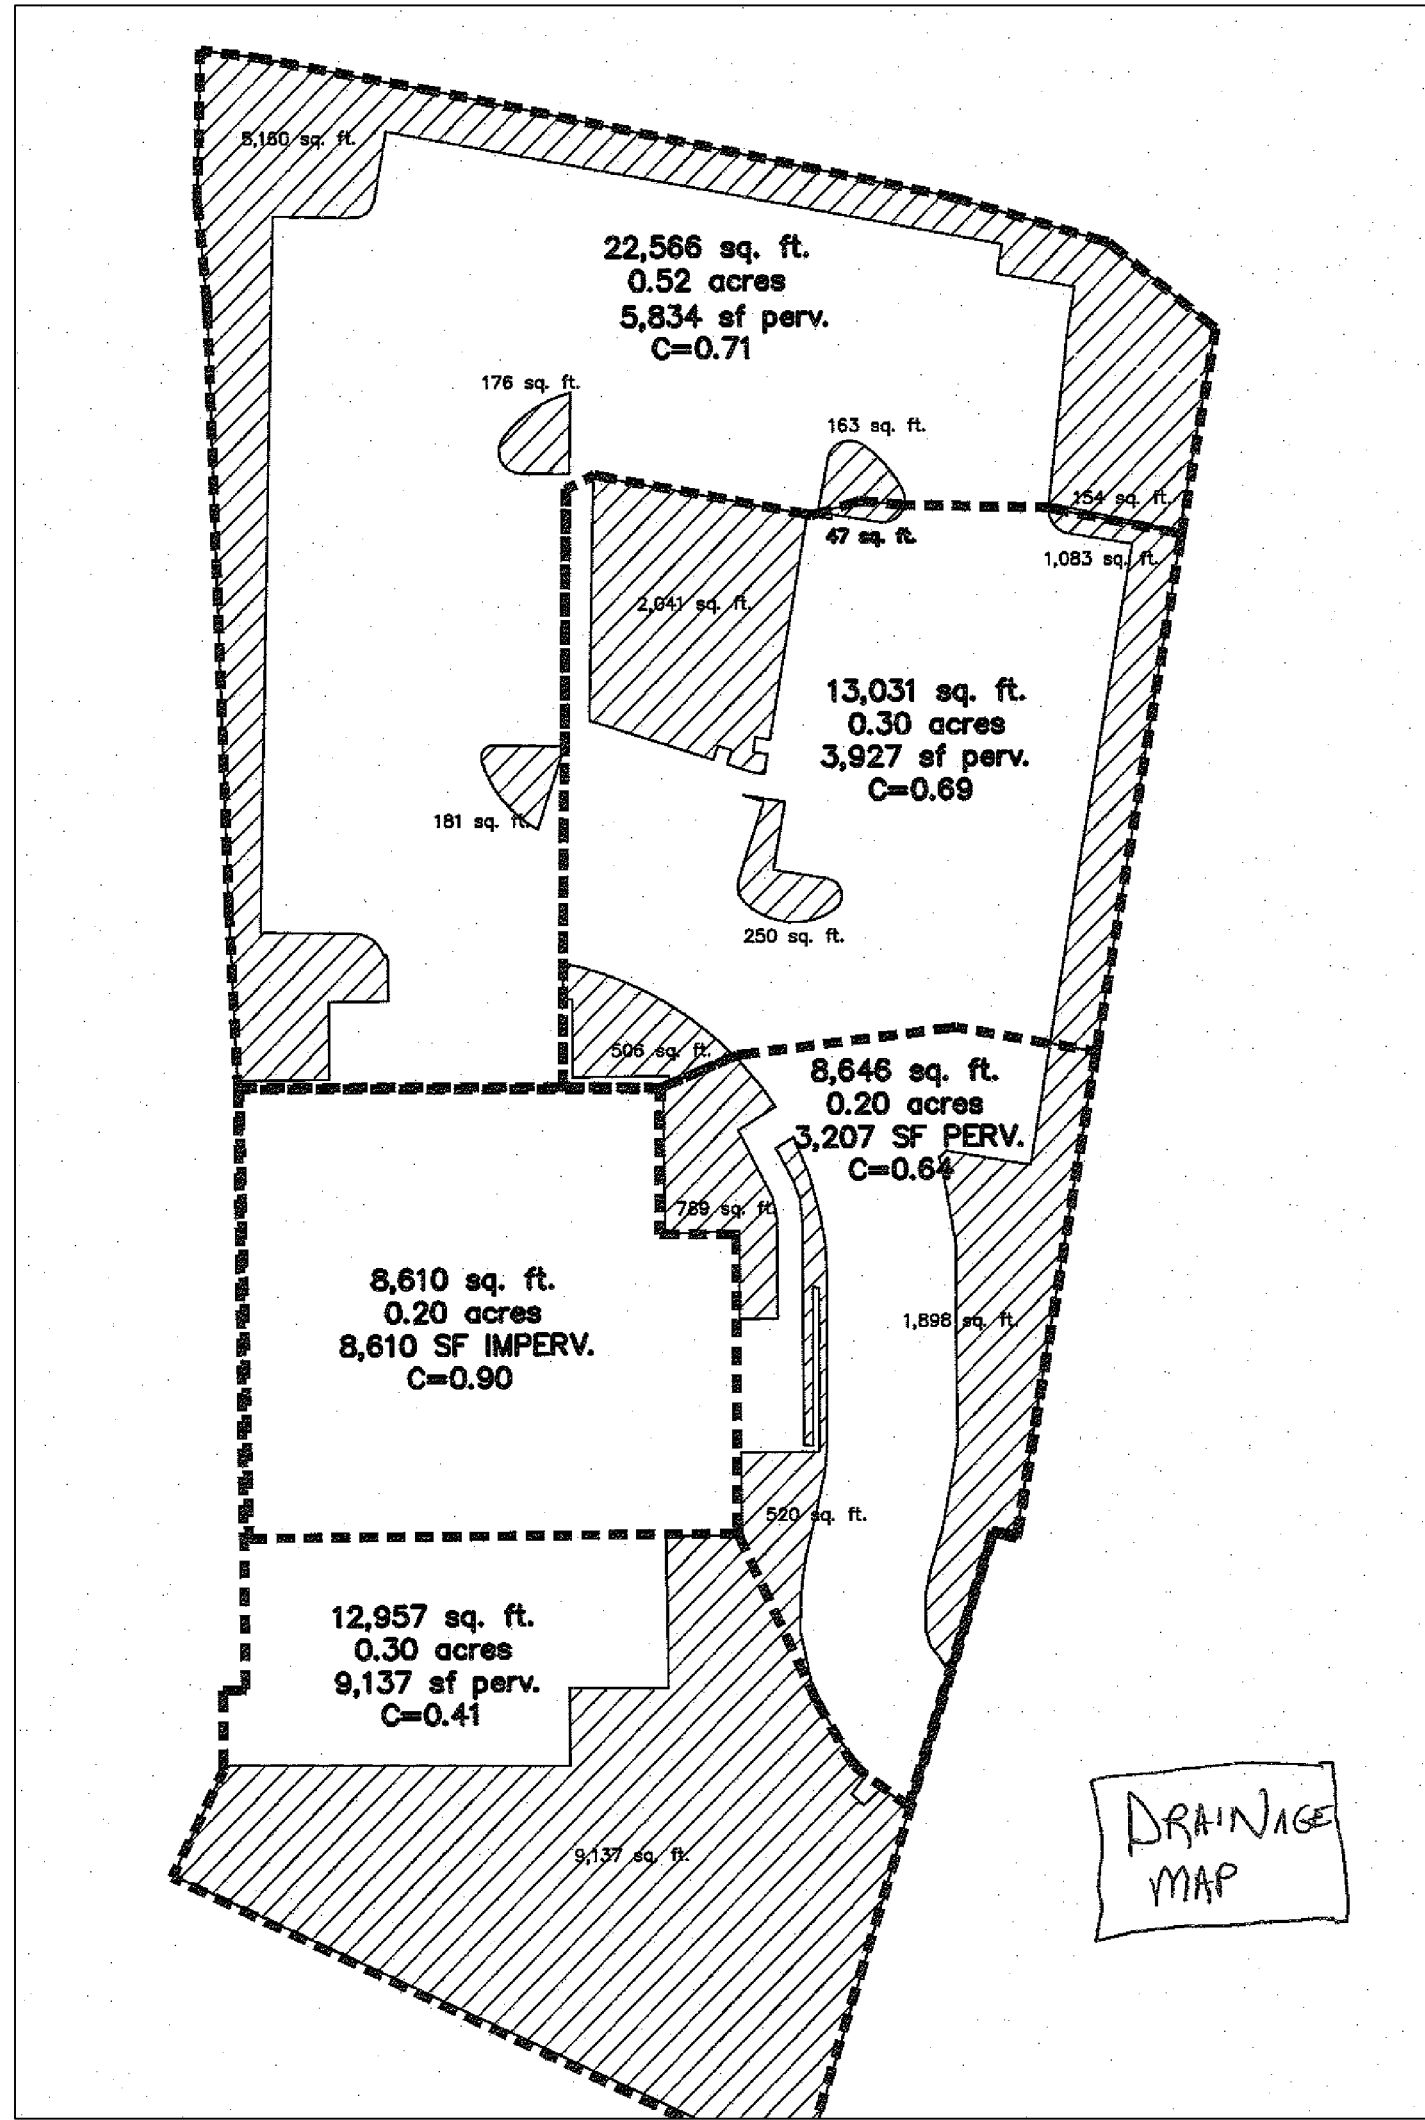 5,160 sq. ft.
22,566 sq. ft.
0.52 acres
5,834 sf perv.
C=0.71
176 sq. ft.
163 sq. ft.
154 sq. ft.
47 sq. ft.
1,083 sq. ft.
2,041 sq. ft.
13,031 sq. ft.
0.30 acres
3,927 sf perv.
C=0.69
181 sq. ft.
250 sq. ft.
506 sq. ft.
8,646 sq. ft.
0.20 acres
3,207 SF PERV.
C=0.64
789 sq. ft.
8,610 sq. ft.
0.20 acres
8,610 SF IMPERV.
C=0.90
1,898 sq. ft.
520 sq. ft.
12,957 sq. ft.
0.30 acres
9,137 sf perv.
C=0.41
9,137 sq. ft.
DRAINAGE
MAP